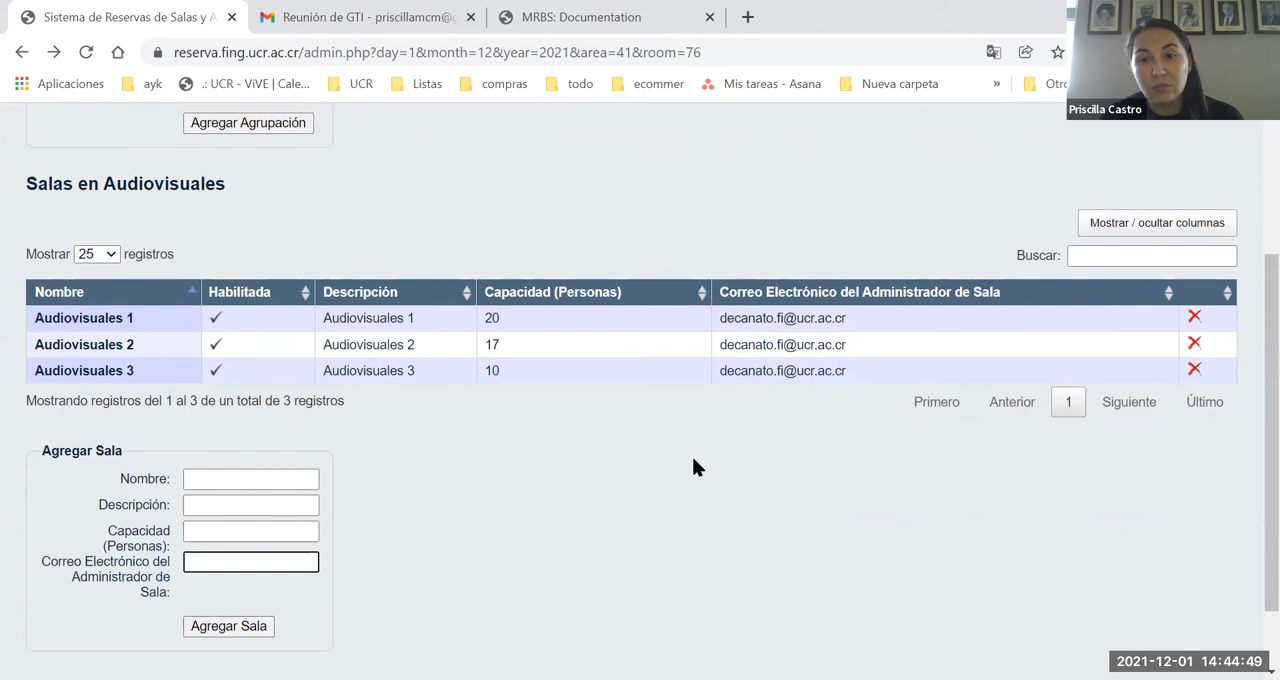 Sistema de Reservas de Salas y A
Reunión de GTI - priscillamcm@
MRBS: Documentation
reserva.fing.ucr.ac.cr/admin.php?day=1&month=12&year=2021&area=41&room=76
Aplicaciones
ayk
.: UCR - ViVE | Cale...
UCR
Listas
compras
todo
ecommer
Mis tareas - Asana
Nueva carpeta
»
Otro
Priscilla Castro
Agregar Agrupación
Salas en Audiovisuales
Mostrar / ocultar columnas
Mostrar 25 registros
Buscar:
Nombre Habilitada Descripción Capacidad (Personas) Correo Electrónico del Administrador de Sala
Audiovisuales 1 ✓ Audiovisuales 1 20 decanato.fi@ucr.ac.cr
Audiovisuales 2 ✓ Audiovisuales 2 17 decanato.fi@ucr.ac.cr
Audiovisuales 3 ✓ Audiovisuales 3 10 decanato.fi@ucr.ac.cr
Mostrando registros del 1 al 3 de un total de 3 registros
Primero Anterior 1 Siguiente Último
Agregar Sala
Nombre:
Descripción:
Capacidad
(Personas):
Correo Electrónico del
Administrador de
Sala:
Agregar Sala
2021-12-01 14:44:49